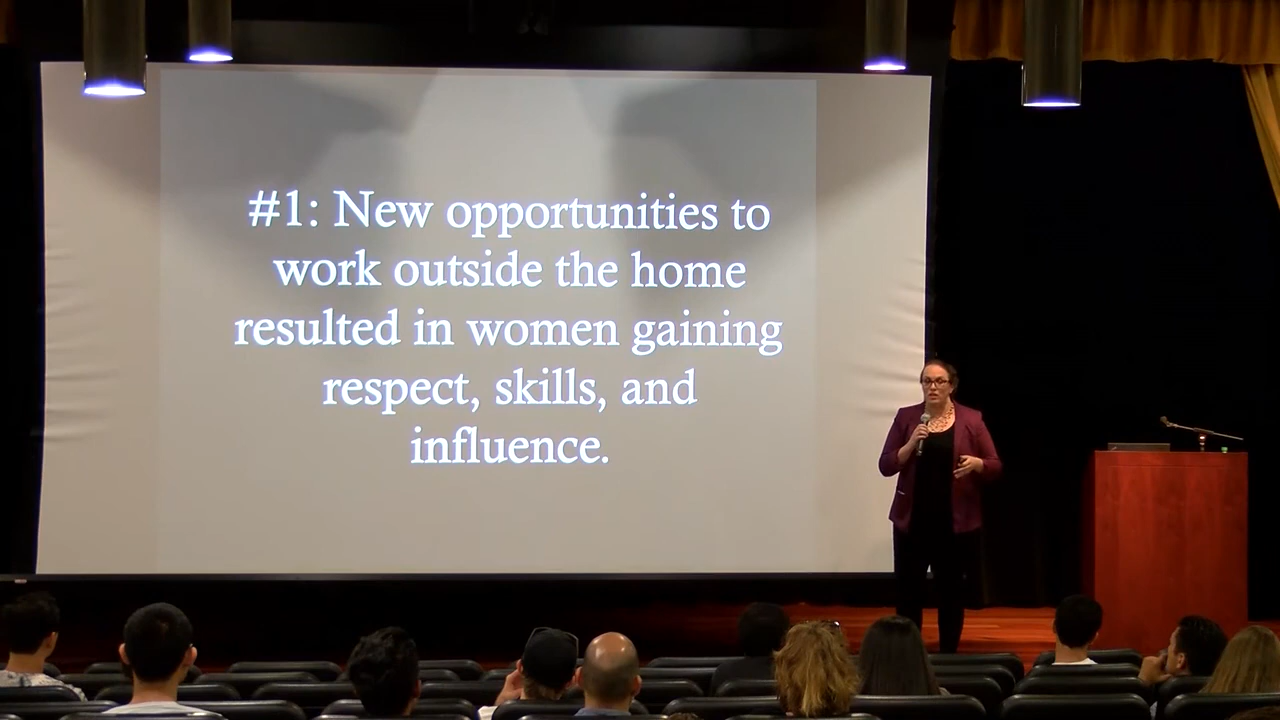 #1: New opportunities to
work outside the home
resulted in women gaining
respect, skills, and
influence.